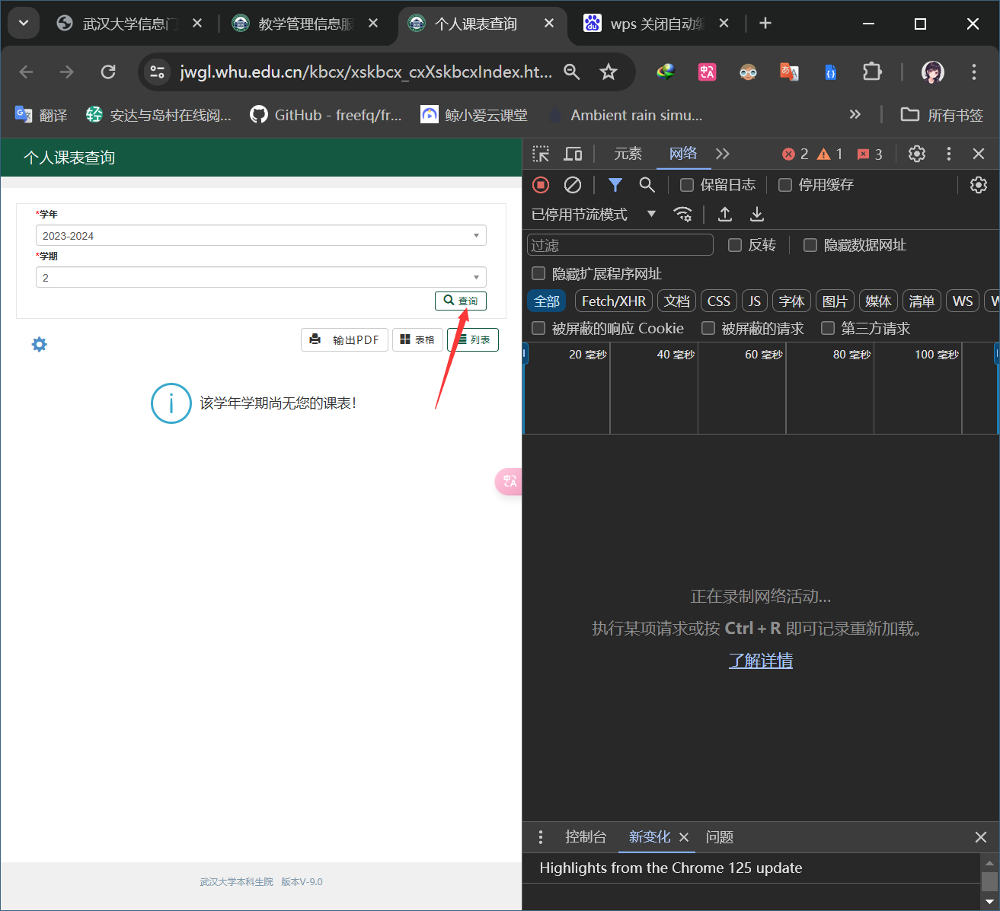 武汉大学信息门
教学管理信息服
个人课表查询
wps 关闭自动编
jwgl.whu.edu.cn/kbcx/xskbcx_cxXskbcxIndex.ht...
翻译
安达与岛村在线阅...
GitHub - freefq/fr...
鲸小爱云课堂
Ambient rain simu...
所有书签
个人课表查询
*学年
2023-2024
*学期
2
查询
输出PDF
表格
列表
该学年学期尚无您的课表！
武汉大学本科生院 版本V-9.0
元素
网络
2
1
3
保留日志
停用缓存
已停用节流模式
过滤
反转
隐藏数据网址
隐藏扩展程序网址
全部
Fetch/XHR
文档
CSS
JS
字体
图片
媒体
清单
WS
被屏蔽的响应 Cookie
被屏蔽的请求
第三方请求
20 毫秒
40 毫秒
60 毫秒
80 毫秒
100 毫秒
正在录制网络活动...
执行某项请求或按 Ctrl + R 即可记录重新加载。
了解详情
控制台
新变化
问题
Highlights from the Chrome 125 update